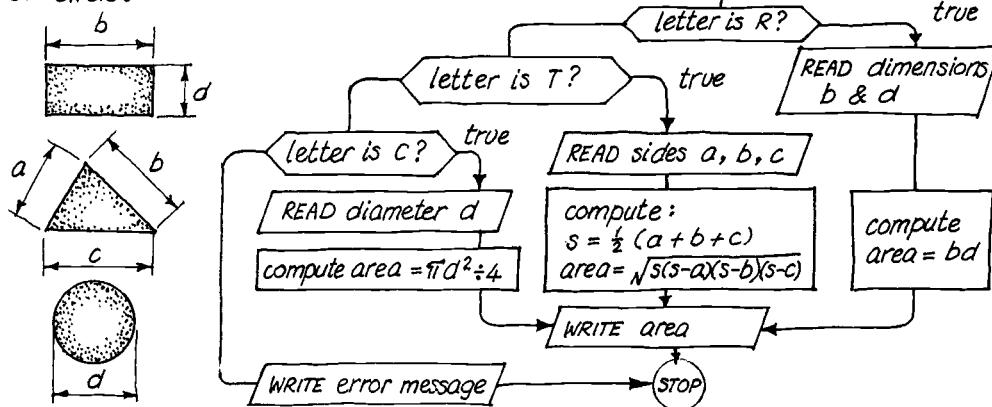 b
d
a
b
c
d
letter is R?
true
READ dimensions
b & d
letter is T?
true
letter is C?
true
READ sides a, b, c
READ diameter d
compute :
s = ½ (a + b + c)
area = √s(s-a)(s-b)(s-c)
compute
area = bd
compute area = πd² ÷ 4
WRITE area
WRITE error message
STOP